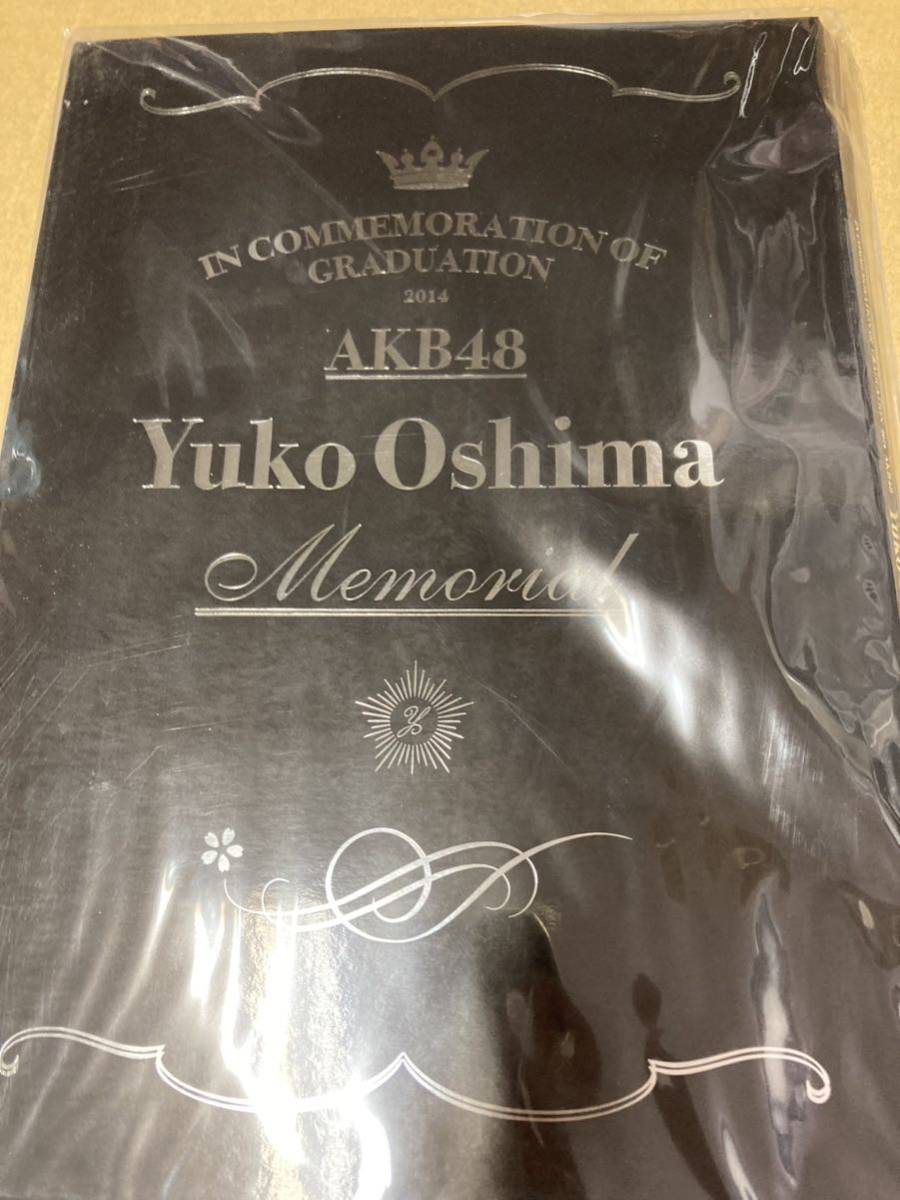 IN COMMEMORATION OF
GRADUATION
2014
AKB48
Yuko Oshima
Memorial
Y